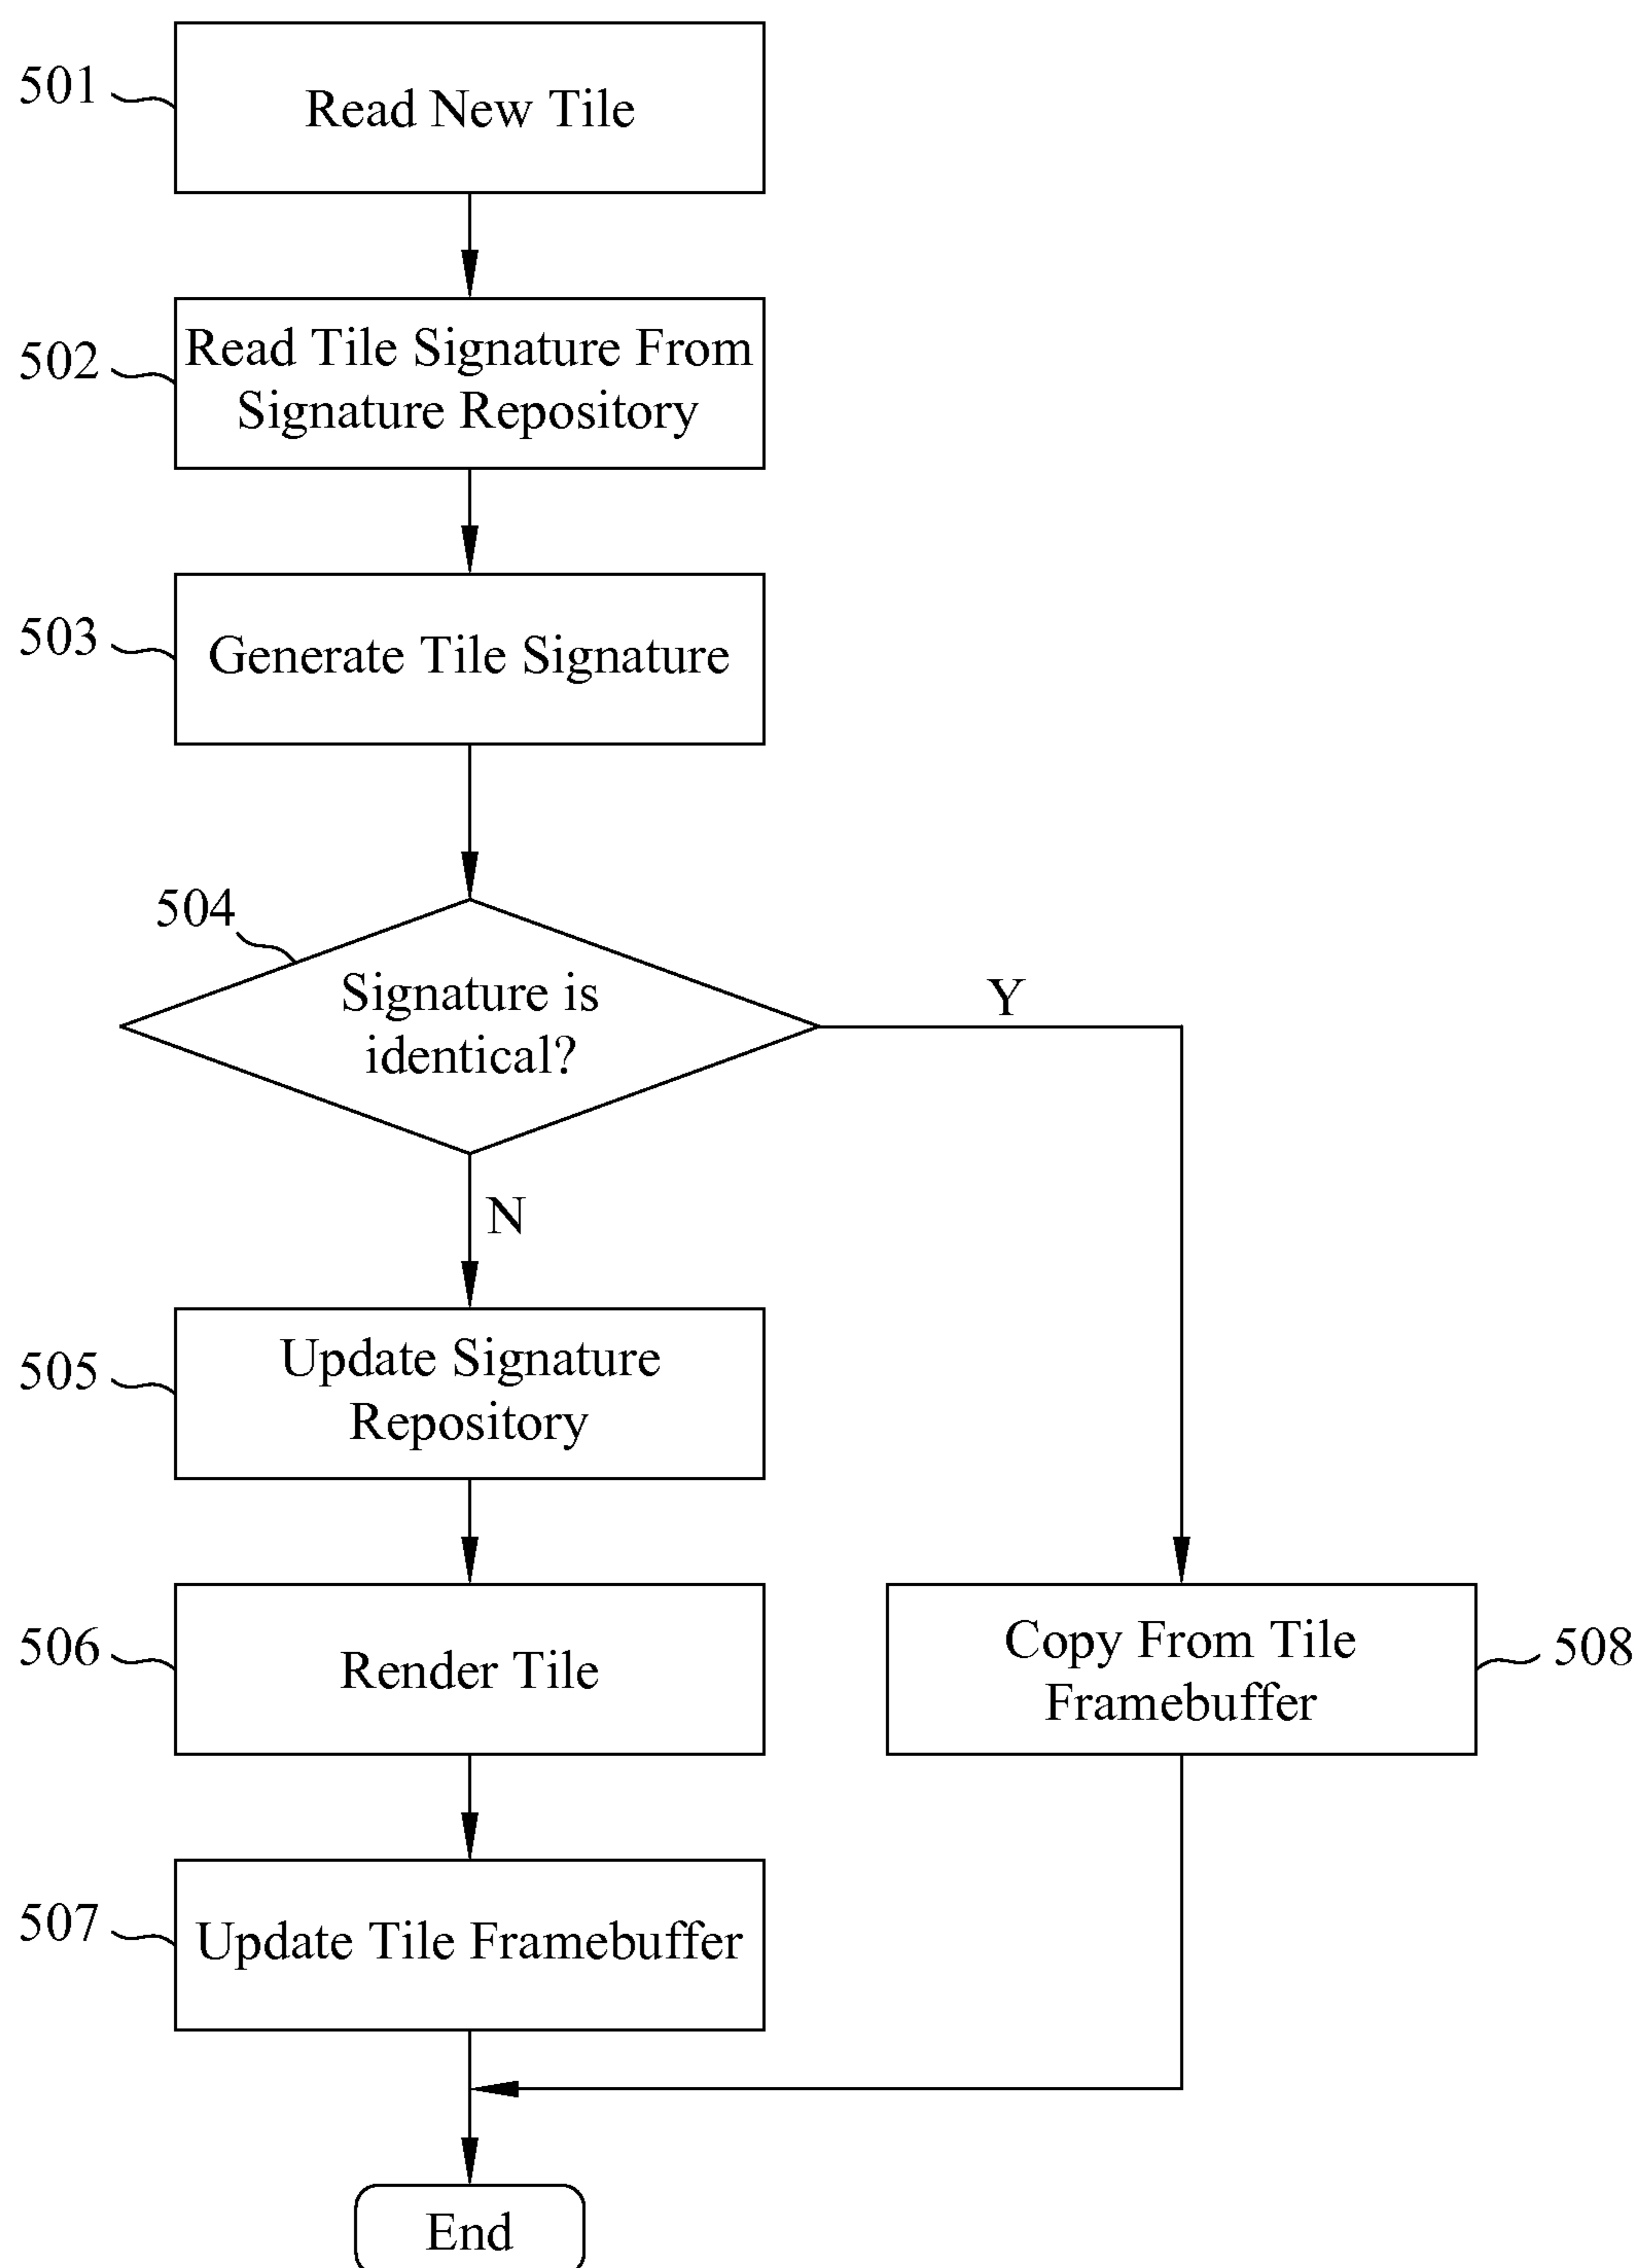 501
Read New Tile
502
Read Tile Signature From
Signature Repository
503
Generate Tile Signature
504
Signature is
identical?
Y
N
505
Update Signature
Repository
506
Render Tile
Copy From Tile
Framebuffer
508
507
Update Tile Framebuffer
End